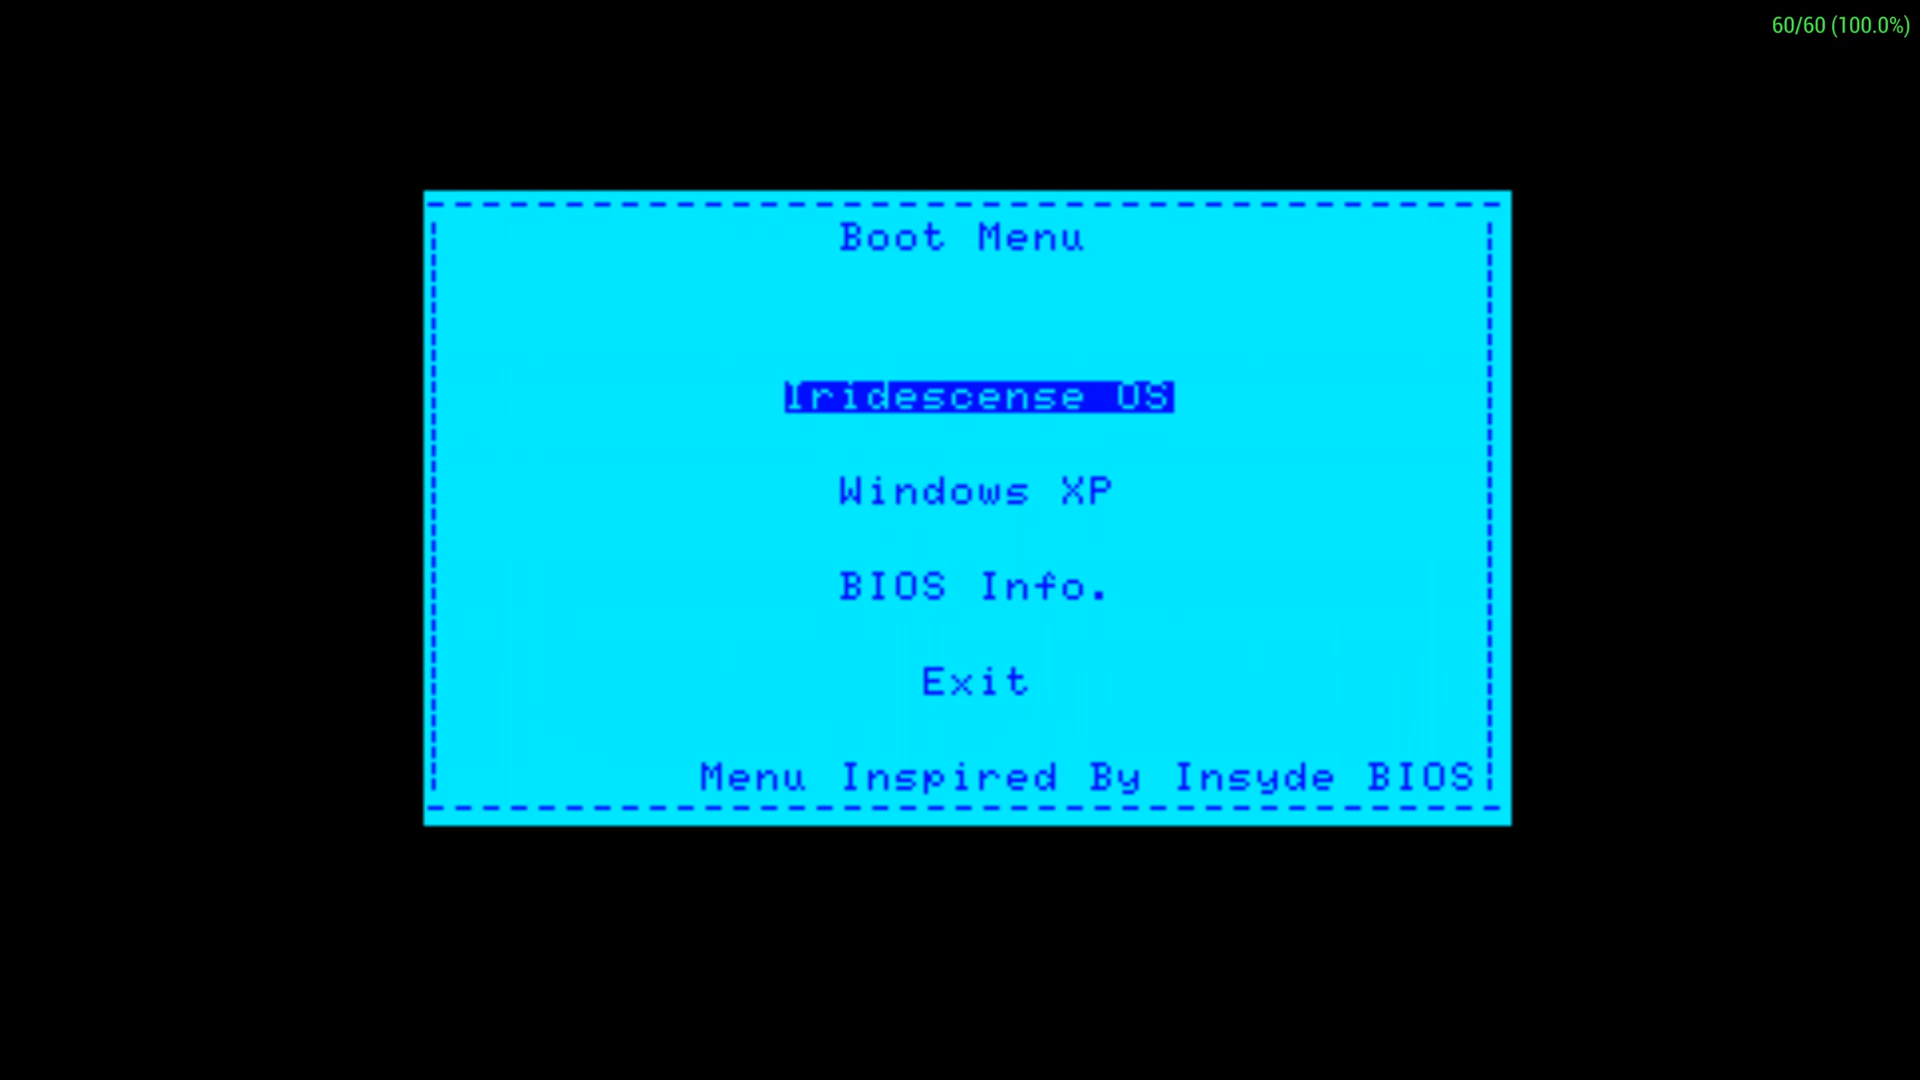 60/60 (100.0%)
Boot Menu
Iridescense OS
Windows XP
BIOS Info.
Exit
Menu Inspired By Insyde BIOS